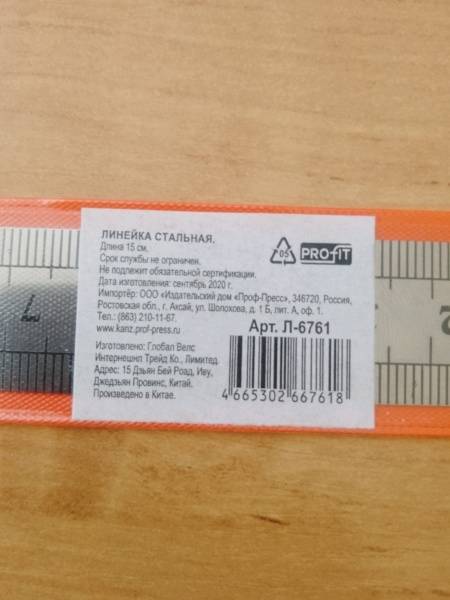 ЛИНЕЙКА СТАЛЬНАЯ.
Длина 15 см.
Срок службы не ограничен.
Не подлежит обязательной сертификации.
Дата изготовления: сентябрь 2020 г.
Импортёр: ООО «Издательский дом «Проф-Пресс», 346720, Россия,
Ростовская обл., г. Аксай, ул. Шолохова, д. 1 Б, лит. А, оф. 1.
Тел.: (863) 210-11-67.
www.kanz.prof-press.ru
05
PROFIT
Арт. Л-6761
Изготовлено: Глобал Велс
Интернешнл Трейд Ко., Лимитед.
Адрес: 15 Дзьян Бей Роад, Иву,
Джедзьян Провинс, Китай.
Произведено в Китае.
4 665302 667618
7
2